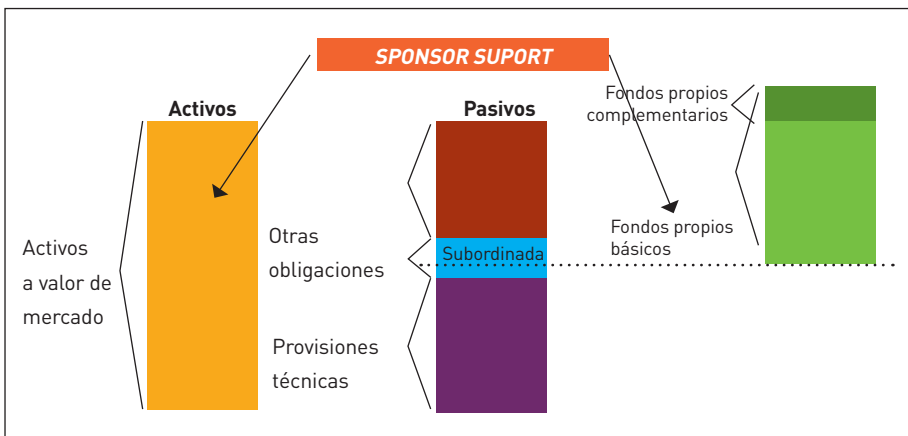 SPONSOR SUPORT
Activos
Pasivos
Fondos propios
complementarios
Activos
a valor de
mercado
Otras
obligaciones
Subordinada
Fondos propios
básicos
Provisiones
técnicas